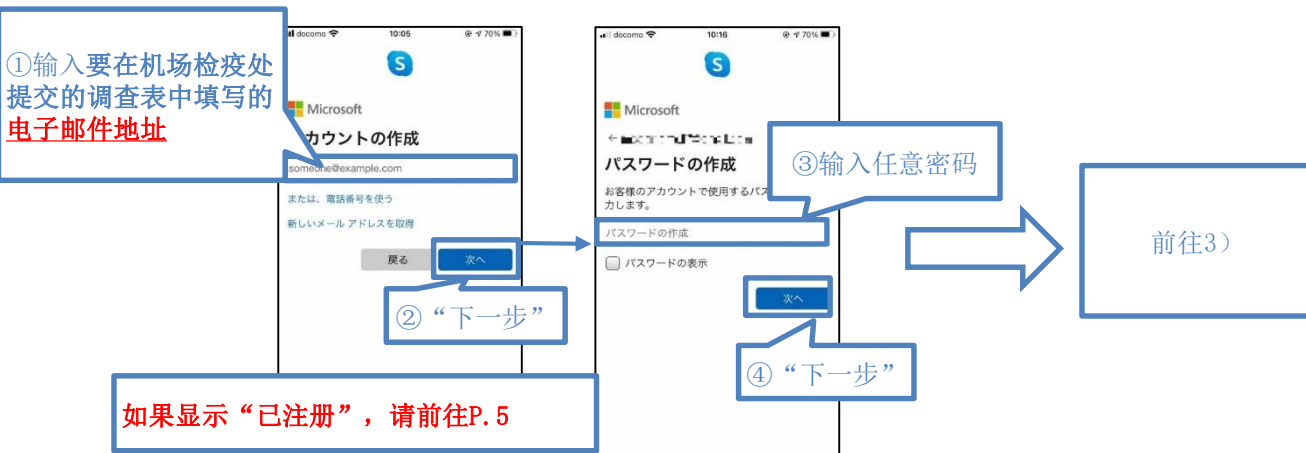 ①输入要在机场检疫处
提交的调查表中填写的
电子邮件地址
docomo 10:05 70%
S
Microsoft
カウントの作成
someone@example.com
または、電話番号を使う
新しいメール アドレスを取得
戻る 次へ
②“下一步”
如果显示“已注册”，请前往P.5
docomo 10:16 70%
S
Microsoft
←
パスワードの作成
お客様のアカウントで使用するパス
力します。
パスワードの作成
パスワードの表示
次へ
③输入任意密码
④“下一步”
前往3）